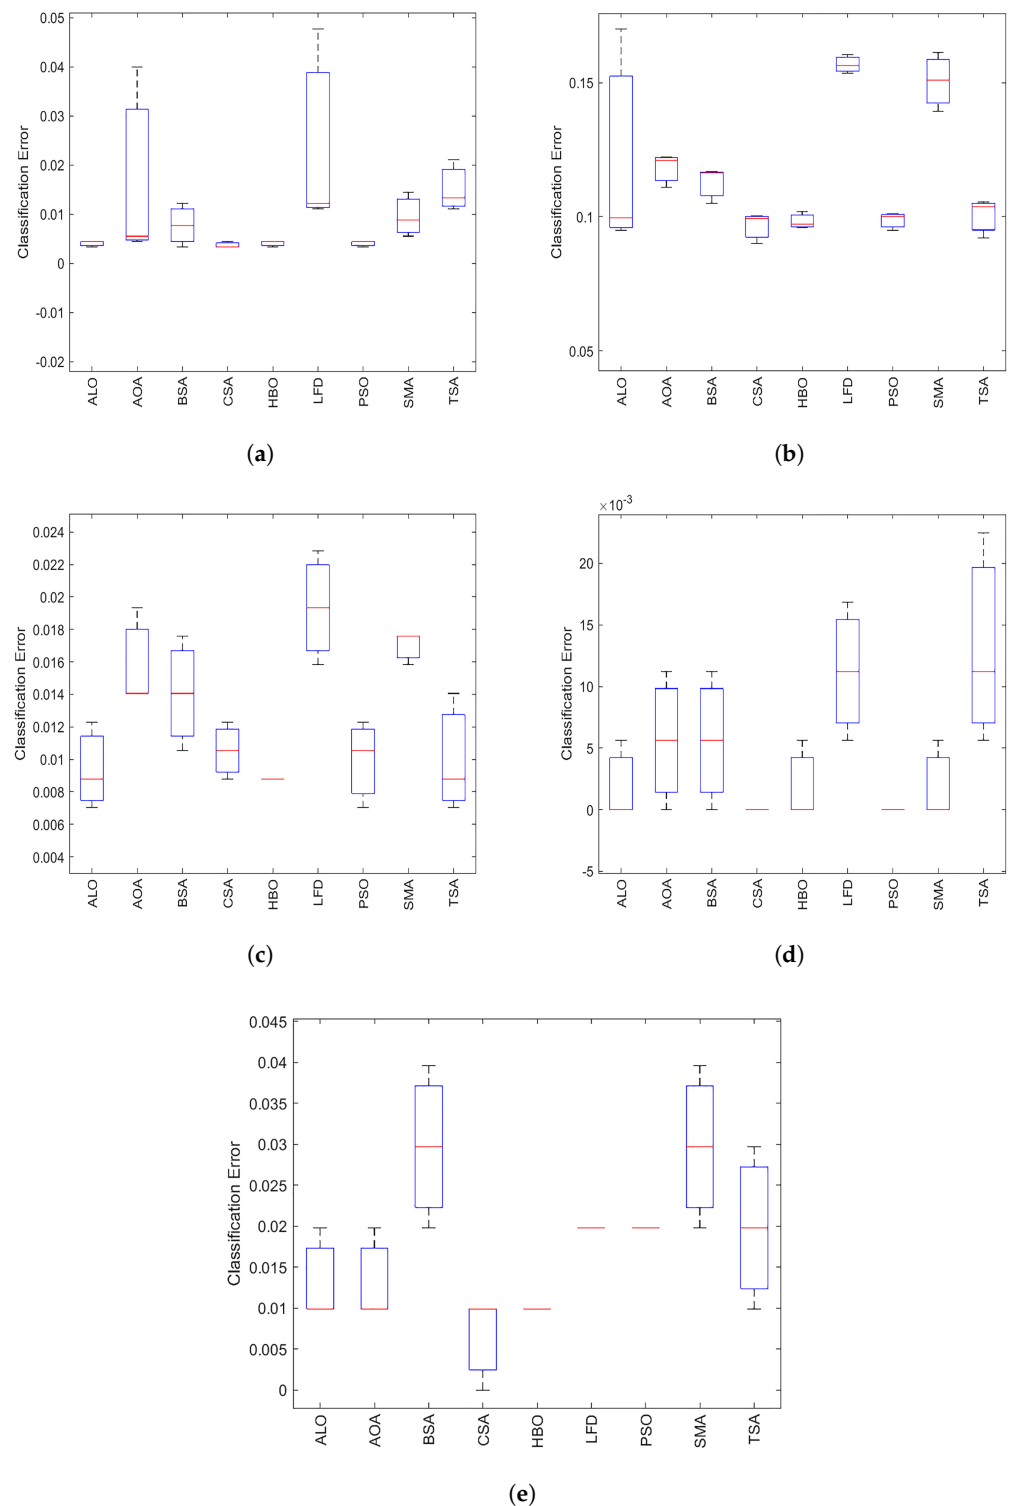 0.05
0.04
0.03
0.02
0.01
0
-0.01
-0.02
Classification Error
ALO
AOA
BSA
CSA
HBO
LFD
PSO
SMA
TSA
(a)
0.15
0.1
0.05
Classification Error
ALO
AOA
BSA
CSA
HBO
LFD
PSO
SMA
TSA
(b)
0.024
0.022
0.02
0.018
0.016
0.014
0.012
0.01
0.008
0.006
0.004
Classification Error
ALO
AOA
BSA
CSA
HBO
LFD
PSO
SMA
TSA
(c)
×10-3
20
15
10
5
0
-5
Classification Error
ALO
AOA
BSA
CSA
HBO
LFD
PSO
SMA
TSA
(d)
0.045
0.04
0.035
0.03
0.025
0.02
0.015
0.01
0.005
0
Classification Error
ALO
AOA
BSA
CSA
HBO
LFD
PSO
SMA
TSA
(e)